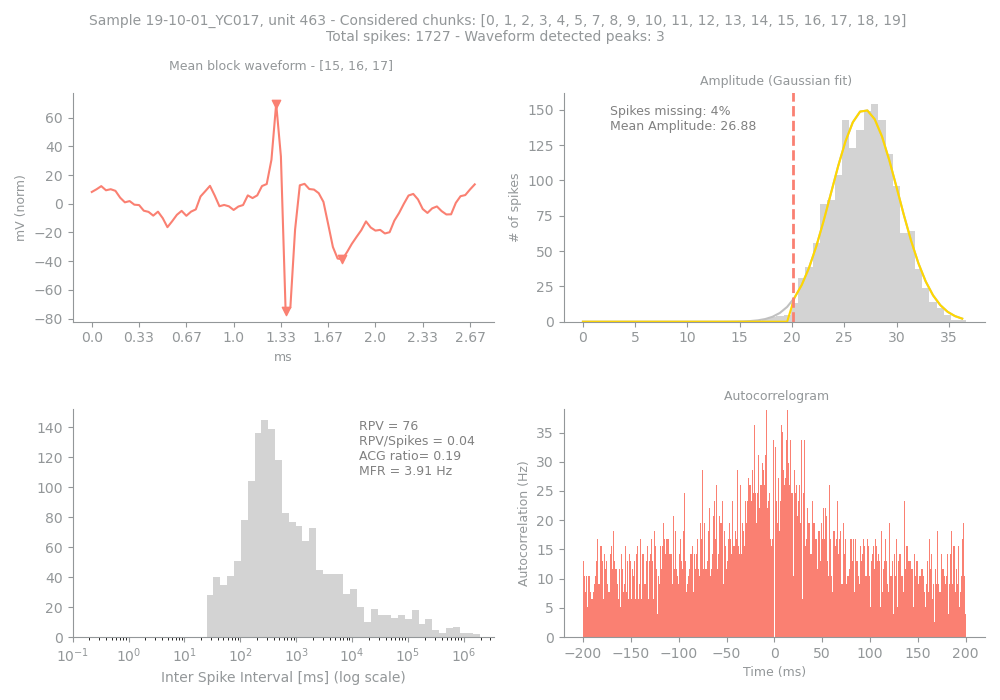 Sample 19-10-01_YC017, unit 463 - Considered chunks: [0, 1, 2, 3, 4, 5, 7, 8, 9, 10, 11, 12, 13, 14, 15, 16, 17, 18, 19]
Total spikes: 1727 - Waveform detected peaks: 3
Mean block waveform - [15, 16, 17]
60
40
20
0
−20
−40
−60
−80
mV (norm)
0.0 0.33 0.67 1.0 1.33 1.67 2.0 2.33 2.67
ms
Amplitude (Gaussian fit)
Spikes missing: 4%
Mean Amplitude: 26.88
150
125
100
75
50
25
0
# of spikes
0 5 10 15 20 25 30 35
RPV = 76
RPV/Spikes = 0.04
ACG ratio= 0.19
MFR = 3.91 Hz
140
120
100
80
60
40
20
0
10⁻¹ 10⁰ 10¹ 10² 10³ 10⁴ 10⁵ 10⁶
Inter Spike Interval [ms] (log scale)
Autocorrelogram
35
30
25
20
15
10
5
0
Autocorrelation (Hz)
−200 −150 −100 −50 0 50 100 150 200
Time (ms)